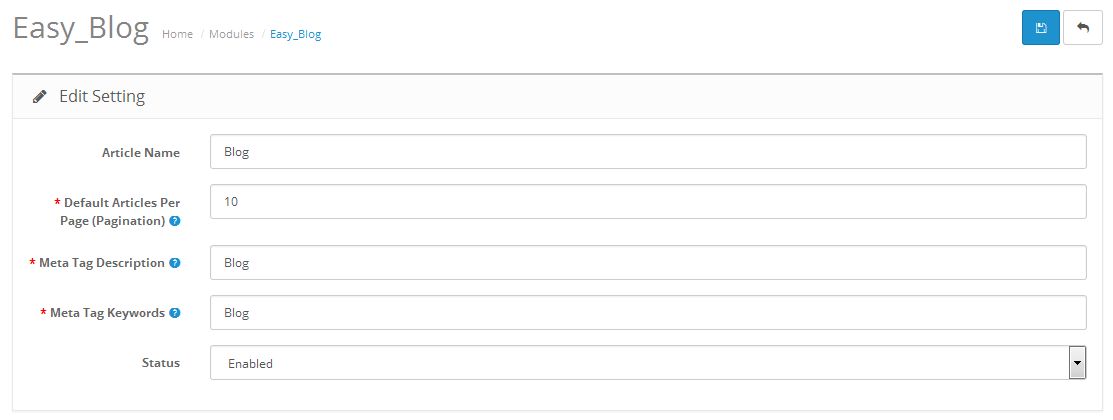 Easy_Blog Home / Modules / Easy_Blog
Edit Setting
Article Name Blog
* Default Articles Per
Page (Pagination) ? 10
* Meta Tag Description ? Blog
* Meta Tag Keywords ? Blog
Status Enabled